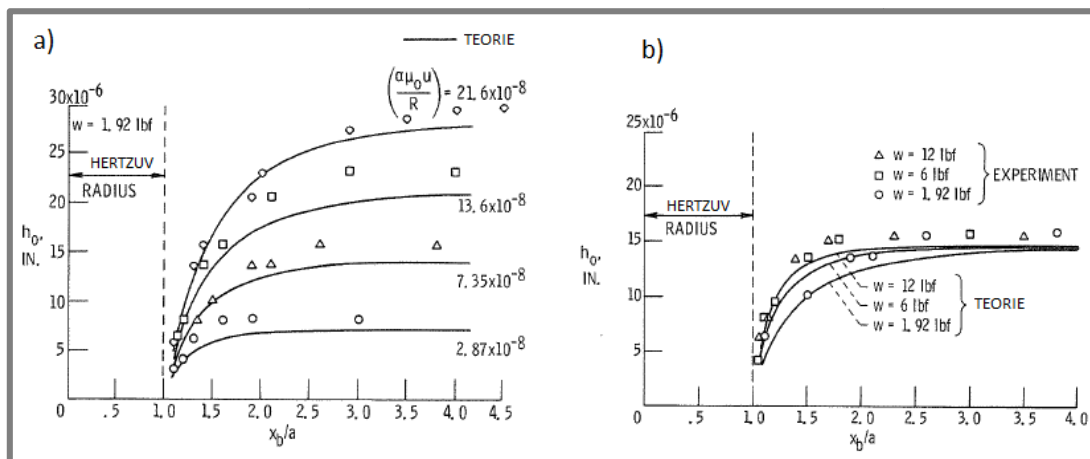 a)
TEORIE
30x10⁻⁶
w = 1.92 lbf
(αμ₀u / R) = 21.6x10⁻⁸
HERTZUV
RADIUS
25
20
13.6x10⁻⁸
15
h₀,
IN.
7.35x10⁻⁸
10
5
2.87x10⁻⁸
0 1.0 1.5 2.0 3.0 3.5 4.0 4.5
x_b/a
b)
25x10⁻⁶
w = 12 lbf
w = 6 lbf
w = 1.92 lbf
EXPERIMENT
20
HERTZUV
RADIUS
15
h₀,
IN.
10
w = 12 lbf
w = 6 lbf
w = 1.92 lbf
TEORIE
5
0 1.0 1.5 2.0 2.5 3.0 3.5 4.0
x_b/a